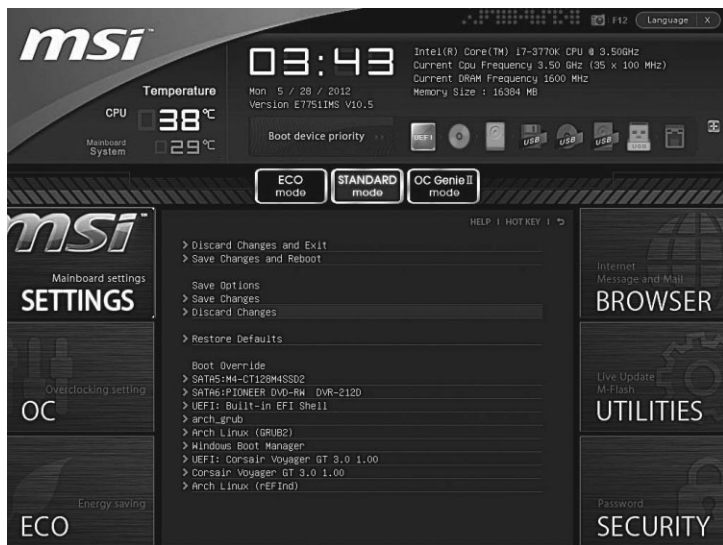 msi
F12 Language X
03:43
Mon 5 / 28 / 2012
Version E7751IMS V10.5
Intel(R) Core(TM) i7-3770K CPU @ 3.50GHz
Current Cpu Frequency 3.50 GHz (35 x 100 MHz)
Current DRAM Frequency 1600 MHz
Memory Size : 16384 MB
Temperature
CPU 38°C
Mainboard
System 29°C
Boot device priority
UEFI USB USB USB USB
ECO
mode
STANDARD
mode
OC Genie II
mode
HELP | HOT KEY |
msi
Mainboard settings
SETTINGS
Overclocking setting
OC
Energy saving
ECO
> Discard Changes and Exit
> Save Changes and Reboot
Save Options
> Save Changes
> Discard Changes
> Restore Defaults
Boot Override
> SATA5:M4-CT128M4SSD2
> SATA6:PIONEER DVD-RW DVR-212D
> UEFI: Built-in EFI Shell
> arch_grub
> Arch Linux (GRUB2)
> Windows Boot Manager
> UEFI: Corsair Voyager GT 3.0 1.00
> Corsair Voyager GT 3.0 1.00
> Arch Linux (rEFInd)
Internet
Message and Mail
BROWSER
Live Update
M-Flash
UTILITIES
Password
SECURITY